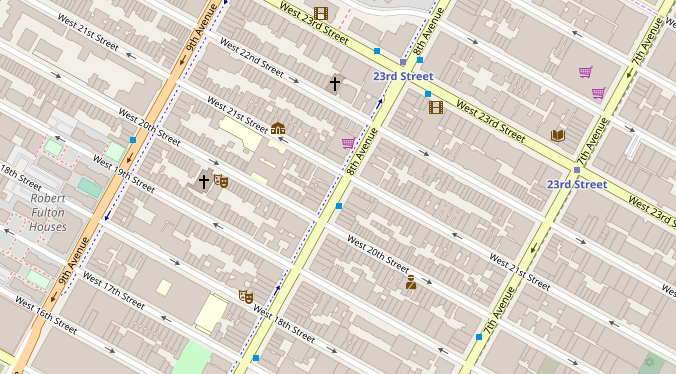 West 21st Street
9th Avenue
West 23rd Street
8th Avenue
7th Avenue
West 22nd Street
23rd Street
West 20th Street
West 21st Street
West 23rd Street
8th Avenue
7th Avenue
18th Street
West 19th Street
23rd Street
Robert
Fulton
Houses
West 23rd S
9th Avenue
West 20th Street
West 21st Street
West 17th Street
West 16th Street
West 18th Street
7th Avenue